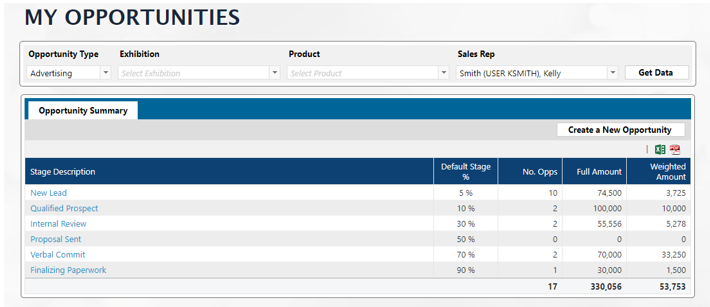 MY OPPORTUNITIES
Opportunity Type Exhibition Product Sales Rep
Advertising Select Exhibition Select Product Smith (USER KSMITH), Kelly Get Data
Opportunity Summary
Create a New Opportunity
Stage Description Default Stage % No. Opps Full Amount Weighted Amount
New Lead 5 % 10 74,500 3,725
Qualified Prospect 10 % 2 100,000 10,000
Internal Review 30 % 2 55,556 5,278
Proposal Sent 50 % 0 0 0
Verbal Commit 70 % 2 70,000 33,250
Finalizing Paperwork 90 % 1 30,000 1,500
17 330,056 53,753